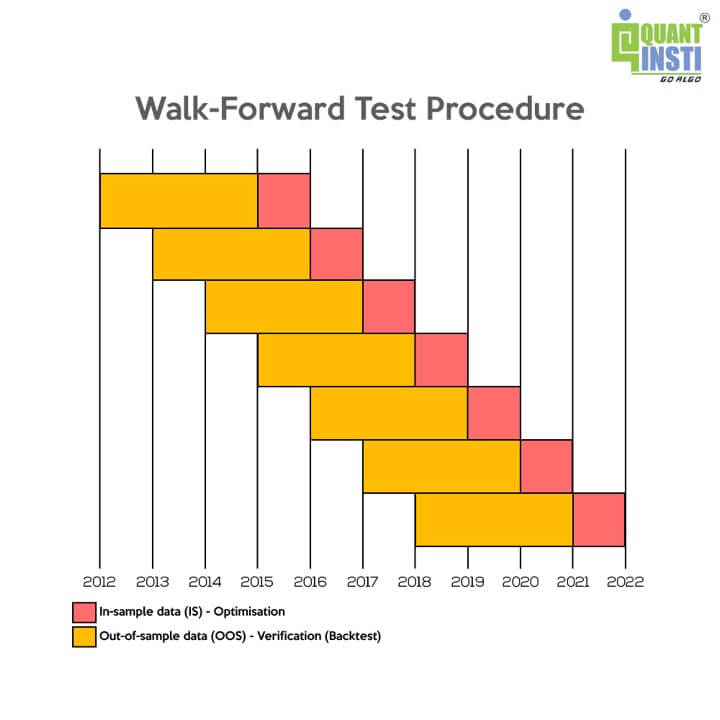 QUANT
INSTI
®
GO ALGO
Walk-Forward Test Procedure
2012 2013 2014 2015 2016 2017 2018 2019 2020 2021 2022
In-sample data (IS) - Optimisation
Out-of-sample data (OOS) - Verification (Backtest)